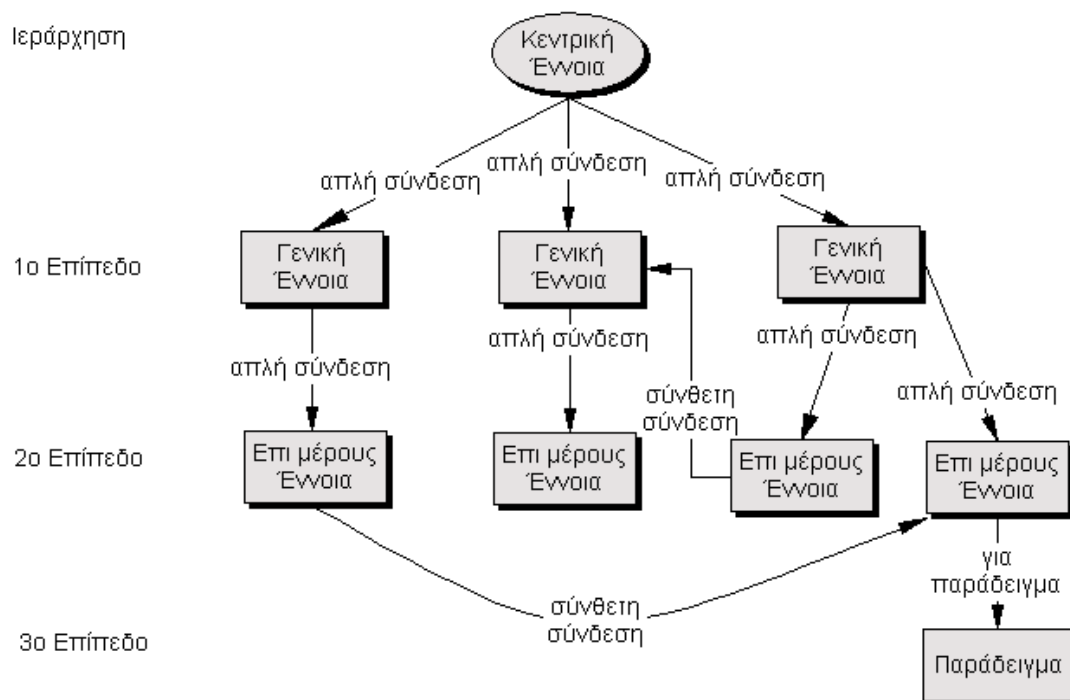 Ιεράρχηση
Κεντρική
Έννοια
απλή σύνδεση
απλή σύνδεση
απλή σύνδεση
1ο Επίπεδο
Γενική
Έννοια
Γενική
Έννοια
Γενική
Έννοια
απλή σύνδεση
απλή σύνδεση
απλή σύνδεση
σύνθετη
σύνδεση
απλή σύνδεση
2ο Επίπεδο
Επι μέρους
Έννοια
Επι μέρους
Έννοια
Επι μέρους
Έννοια
Επι μέρους
Έννοια
για
παράδειγμα
σύνθετη
σύνδεση
3ο Επίπεδο
Παράδειγμα